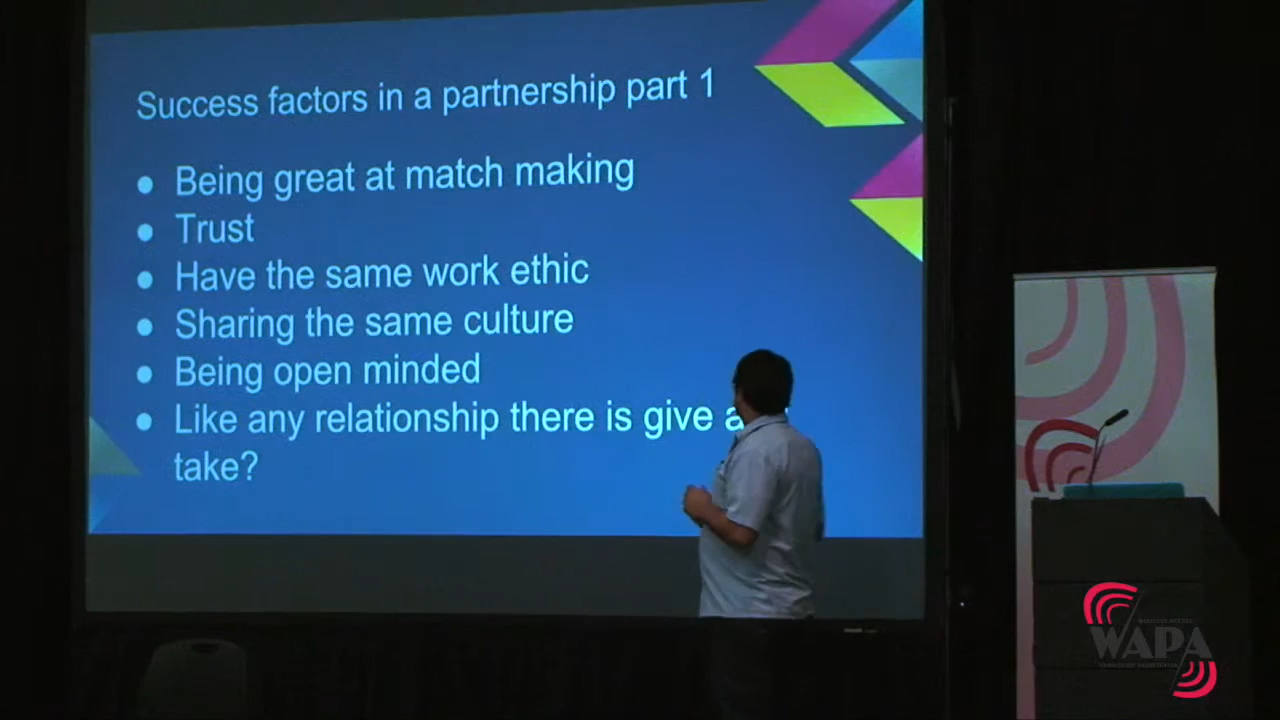 Success factors in a partnership part 1
● Being great at match making
● Trust
● Have the same work ethic
● Sharing the same culture
● Being open minded
● Like any relationship there is give
take?
WAPA